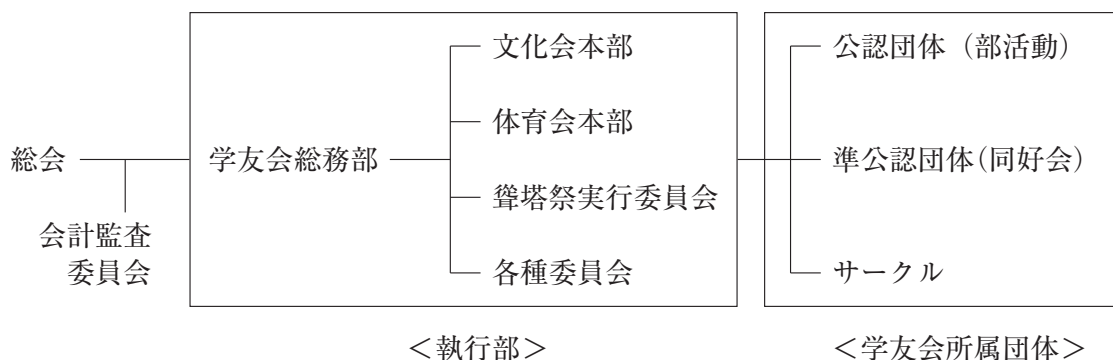 文化会本部
公認団体（部活動）
体育会本部
総会
学友会総務部
準公認団体（同好会）
聳塔祭実行委員会
会計監査
委員会
各種委員会
サークル
＜執行部＞
＜学友会所属団体＞